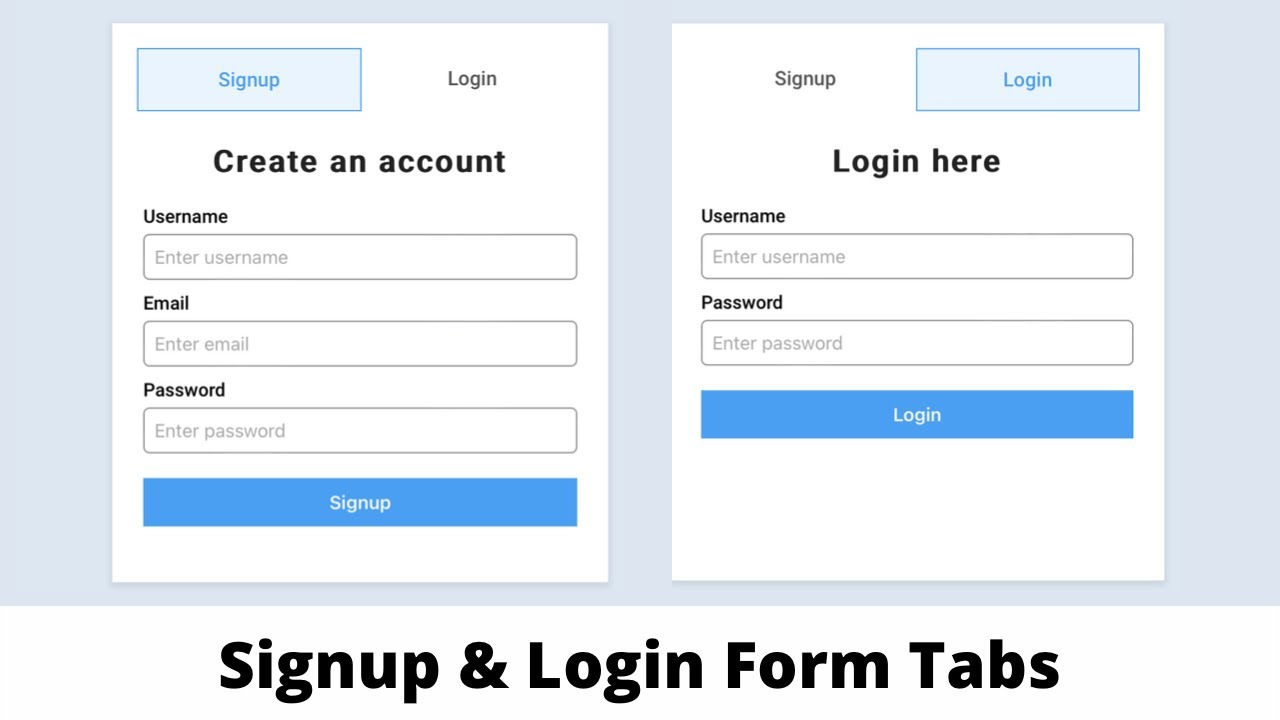 Signup Login
Create an account
Username
Enter username
Email
Enter email
Password
Enter password
Signup
Signup Login
Login here
Username
Enter username
Password
Enter password
Login
Signup & Login Form Tabs